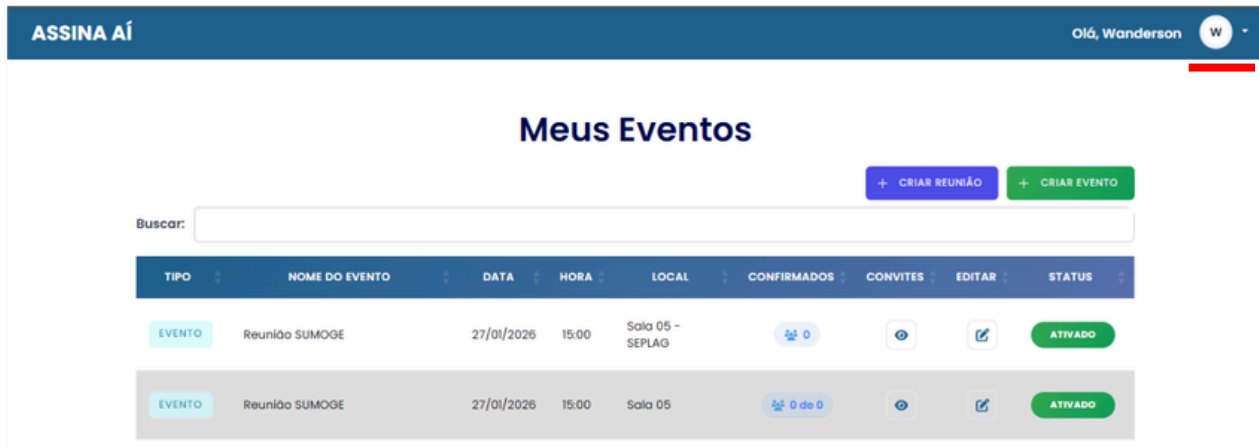 ASSINA AÍ
Olá, Wanderson W
Meus Eventos
+ CRIAR REUNIÃO + CRIAR EVENTO
Buscar:
TIPO NOME DO EVENTO DATA HORA LOCAL CONFIRMADOS CONVITES EDITAR STATUS
EVENTO Reunião SUMOGE 27/01/2026 15:00 Sala 05 - 0 ATIVADO
SEPLAG
EVENTO Reunião SUMOGE 27/01/2026 15:00 Sala 05 0 de 0 ATIVADO